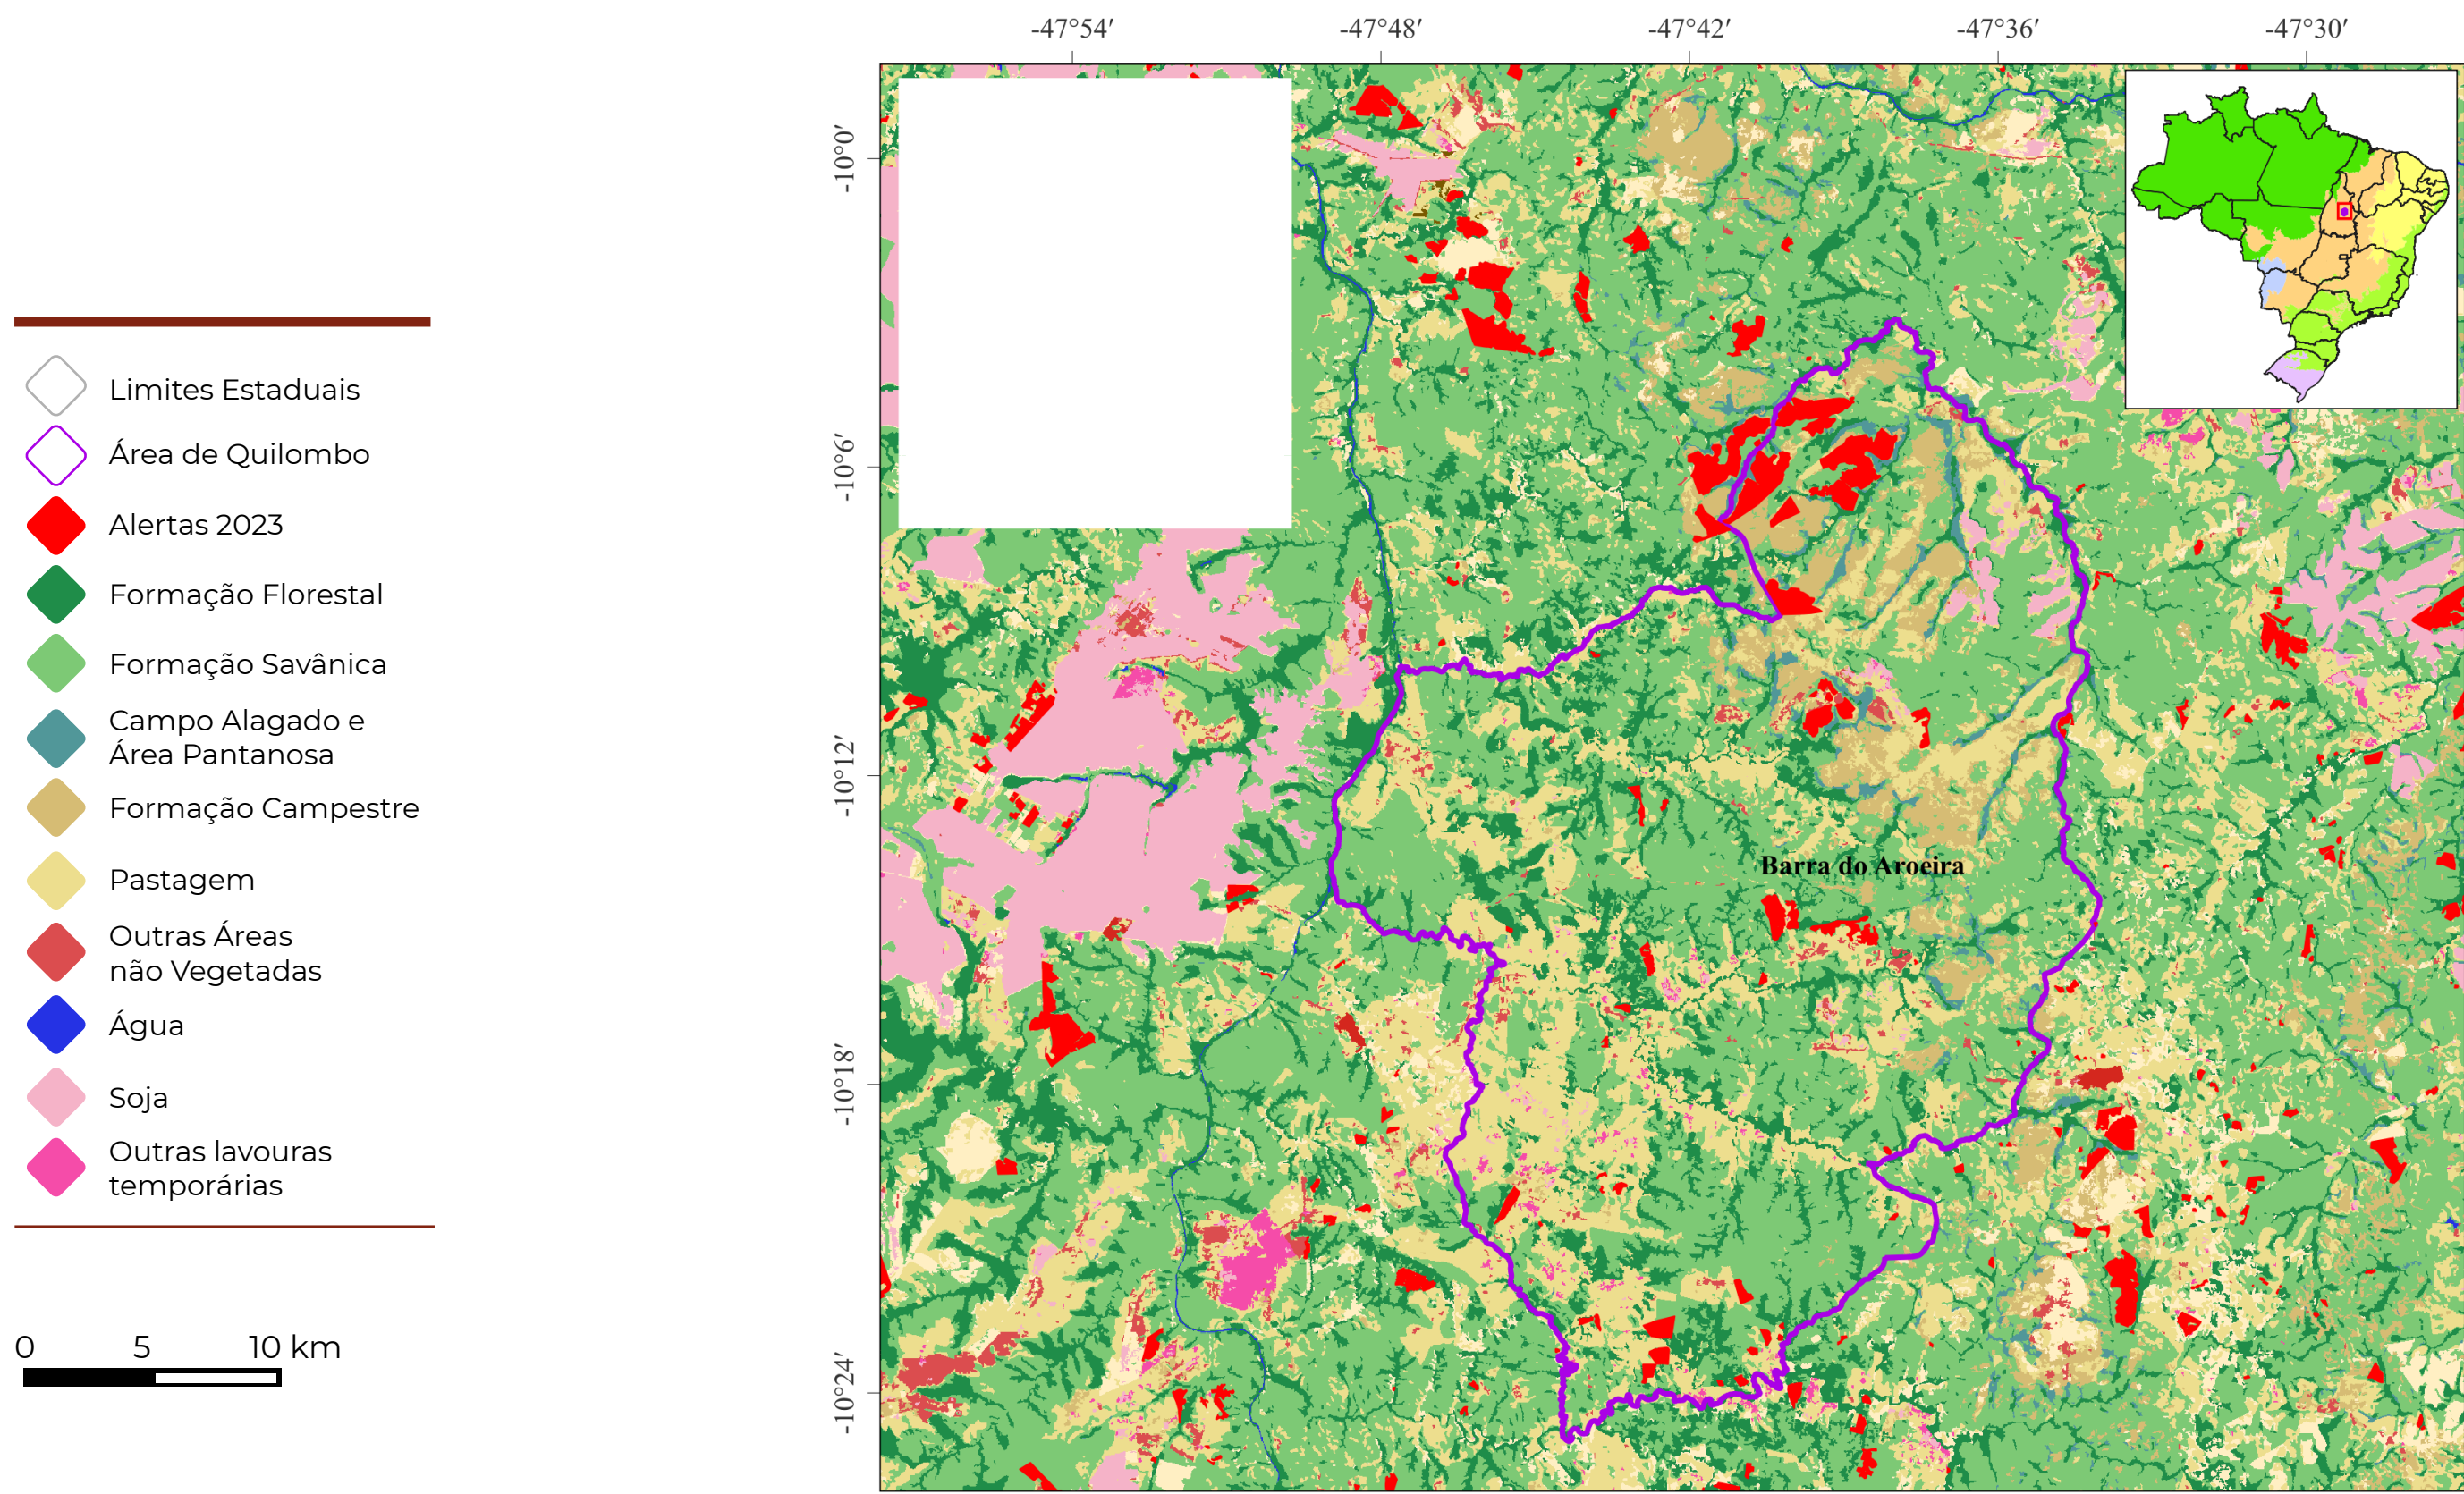 -47°54′
-47°48′
-47°42′
-47°36′
-47°30′
-10°0′
-10°6′
-10°12′
-10°18′
-10°24′
Limites Estaduais
Área de Quilombo
Alertas 2023
Formação Florestal
Formação Savânica
Campo Alagado e
Área Pantanosa
Formação Campestre
Pastagem
Outras Áreas
não Vegetadas
Água
Soja
Outras lavouras
temporárias
0 5 10 km
Barra do Aroeira